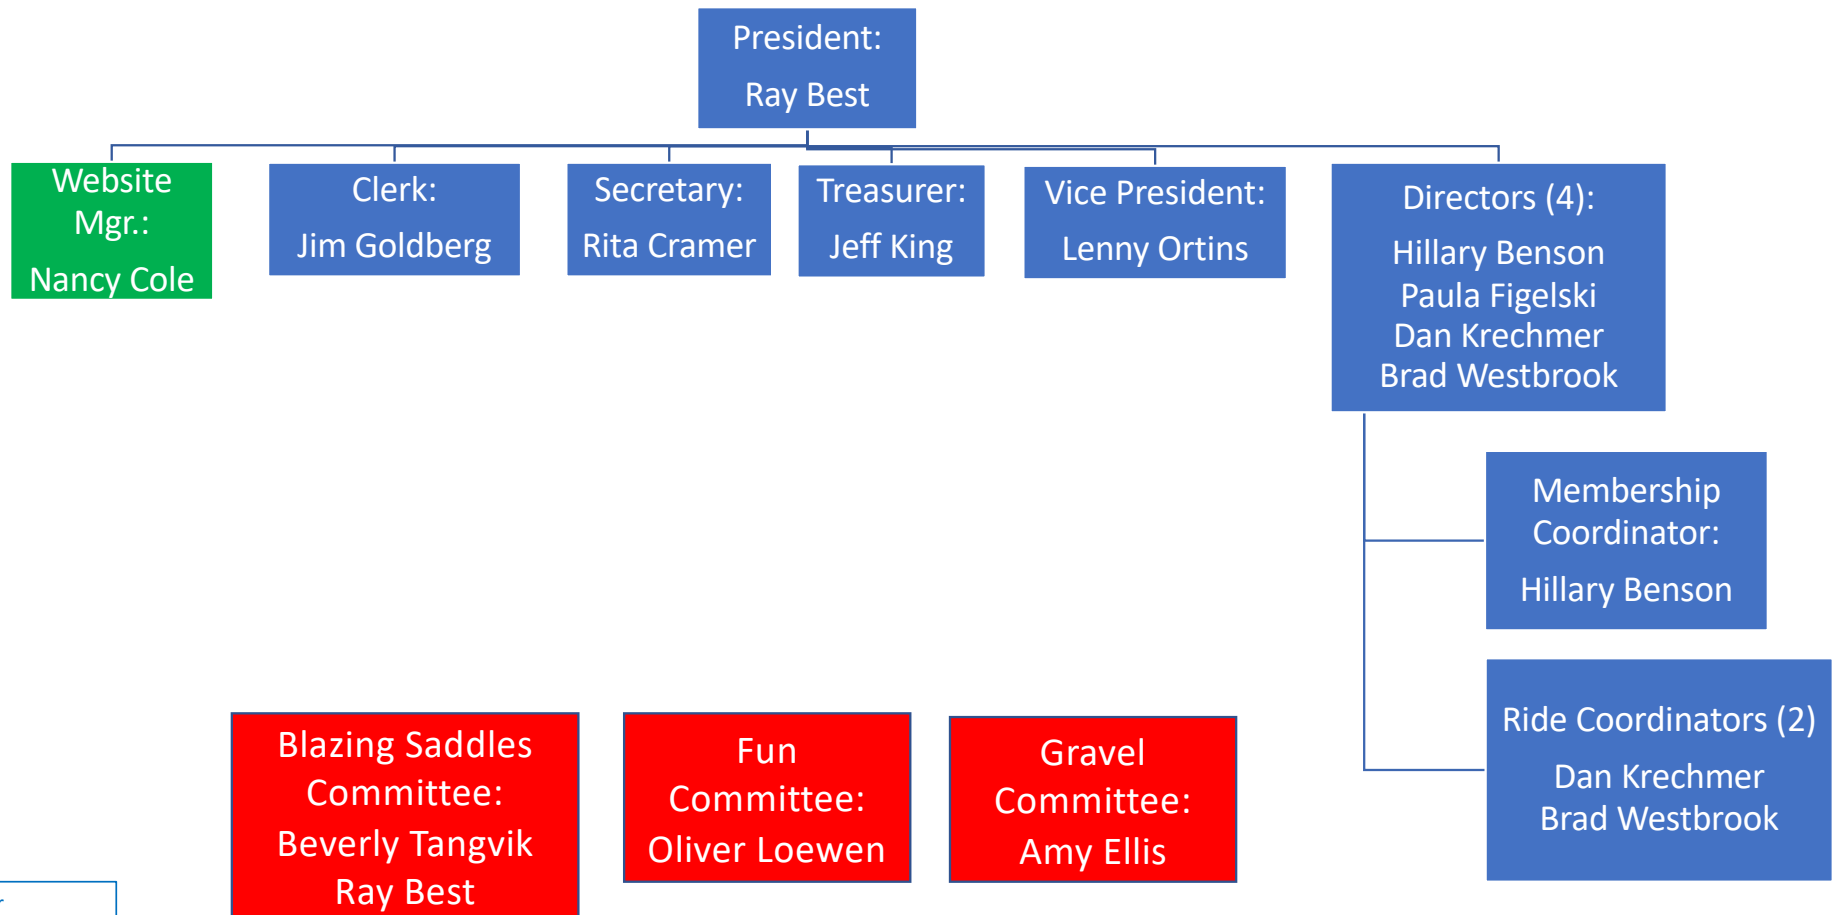 President:
Ray Best
Website
Mgr.:
Nancy Cole
Clerk:
Jim Goldberg
Secretary:
Rita Cramer
Treasurer:
Jeff King
Vice President:
Lenny Ortins
Directors (4):
Hillary Benson
Paula Figelski
Dan Krechmer
Brad Westbrook
Membership
Coordinator:
Hillary Benson
Ride Coordinators (2)
Dan Krechmer
Brad Westbrook
Blazing Saddles
Committee:
Beverly Tangvik
Ray Best
Fun
Committee:
Oliver Loewen
Gravel
Committee:
Amy Ellis